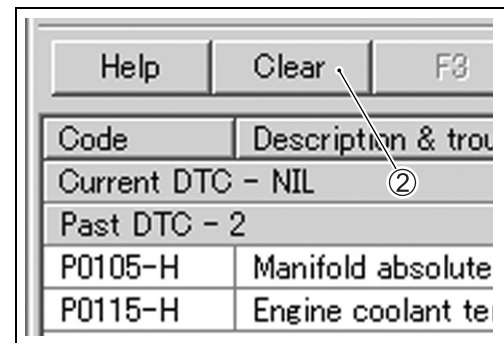 Help Clear F3
Code Description & trou
Current DTC - NIL ②
Past DTC - 2
P0105-H Manifold absolute
P0115-H Engine coolant te